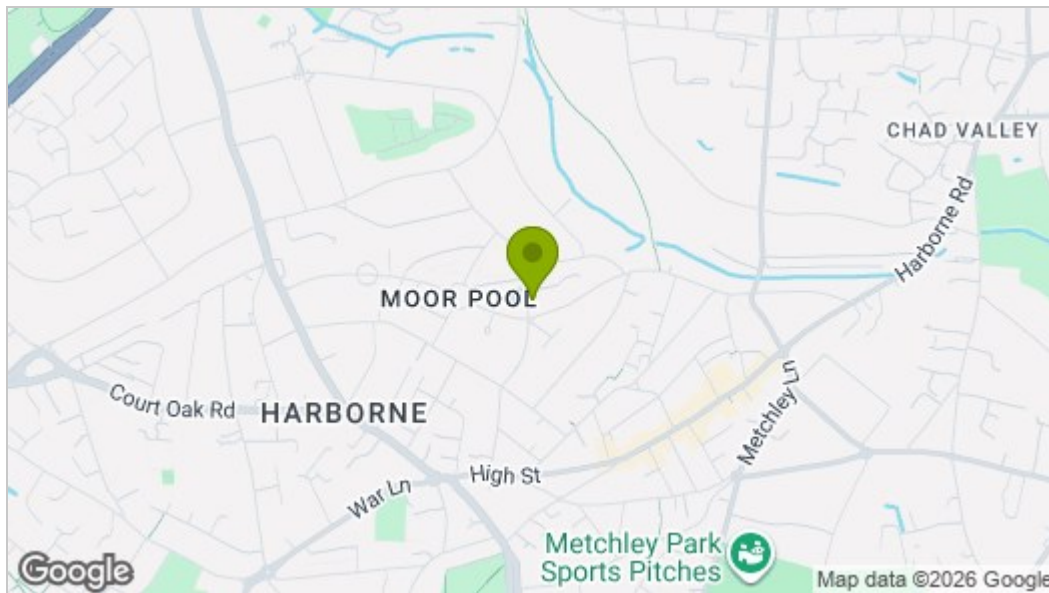 CHAD VALLEY
Harborne Rd
MOOR POOL
Court Oak Rd
HARBORNE
Metchley Ln
High St
War Ln
Metchley Park
Sports Pitches
Google
Map data ©2026 Google